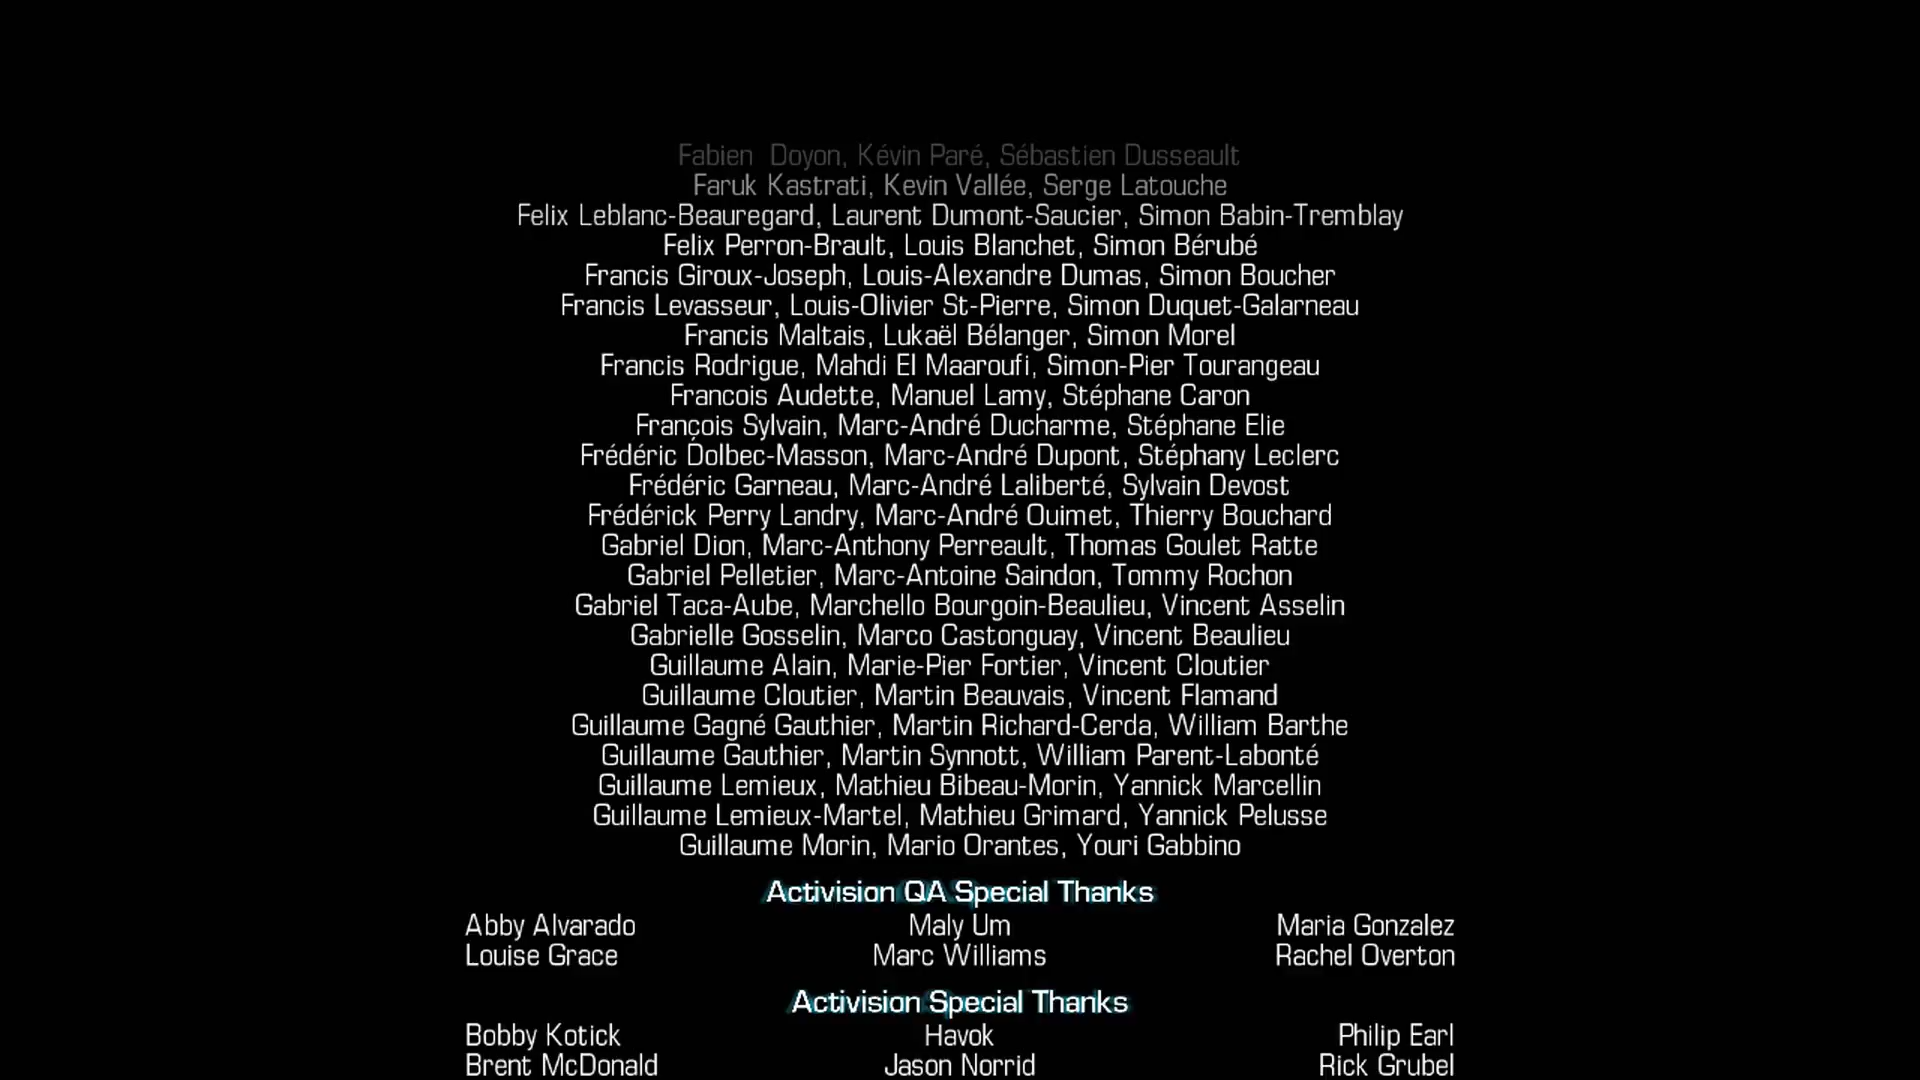 Fabien  Doyon, Kévin Paré, Sébastien Dusseault
Faruk Kastrati, Kevin Vallée, Serge Latouche
Felix Leblanc-Beauregard, Laurent Dumont-Saucier, Simon Babin-Tremblay
Felix Perron-Brault, Louis Blanchet, Simon Bérubé
Francis Giroux-Joseph, Louis-Alexandre Dumas, Simon Boucher
Francis Levasseur, Louis-Olivier St-Pierre, Simon Duquet-Galarneau
Francis Maltais, Lukaël Bélanger, Simon Morel
Francis Rodrigue, Mahdi El Maaroufi, Simon-Pier Tourangeau
Francois Audette, Manuel Lamy, Stéphane Caron
François Sylvain, Marc-André Ducharme, Stéphane Elie
Frédéric Dolbec-Masson, Marc-André Dupont, Stéphany Leclerc
Frédéric Garneau, Marc-André Laliberté, Sylvain Devost
Frédérick Perry Landry, Marc-André Ouimet, Thierry Bouchard
Gabriel Dion, Marc-Anthony Perreault, Thomas Goulet Ratte
Gabriel Pelletier, Marc-Antoine Saindon, Tommy Rochon
Gabriel Taca-Aube, Marchello Bourgoin-Beaulieu, Vincent Asselin
Gabrielle Gosselin, Marco Castonguay, Vincent Beaulieu
Guillaume Alain, Marie-Pier Fortier, Vincent Cloutier
Guillaume Cloutier, Martin Beauvais, Vincent Flamand
Guillaume Gagné Gauthier, Martin Richard-Cerda, William Barthe
Guillaume Gauthier, Martin Synnott, William Parent-Labonté
Guillaume Lemieux, Mathieu Bibeau-Morin, Yannick Marcellin
Guillaume Lemieux-Martel, Mathieu Grimard, Yannick Pelusse
Guillaume Morin, Mario Orantes, Youri Gabbino
Activision QA Special Thanks
Abby Alvarado Maly Um Maria Gonzalez
Louise Grace Marc Williams Rachel Overton
Activision Special Thanks
Bobby Kotick Havok Philip Earl
Brent McDonald Jason Norrid Rick Grubel